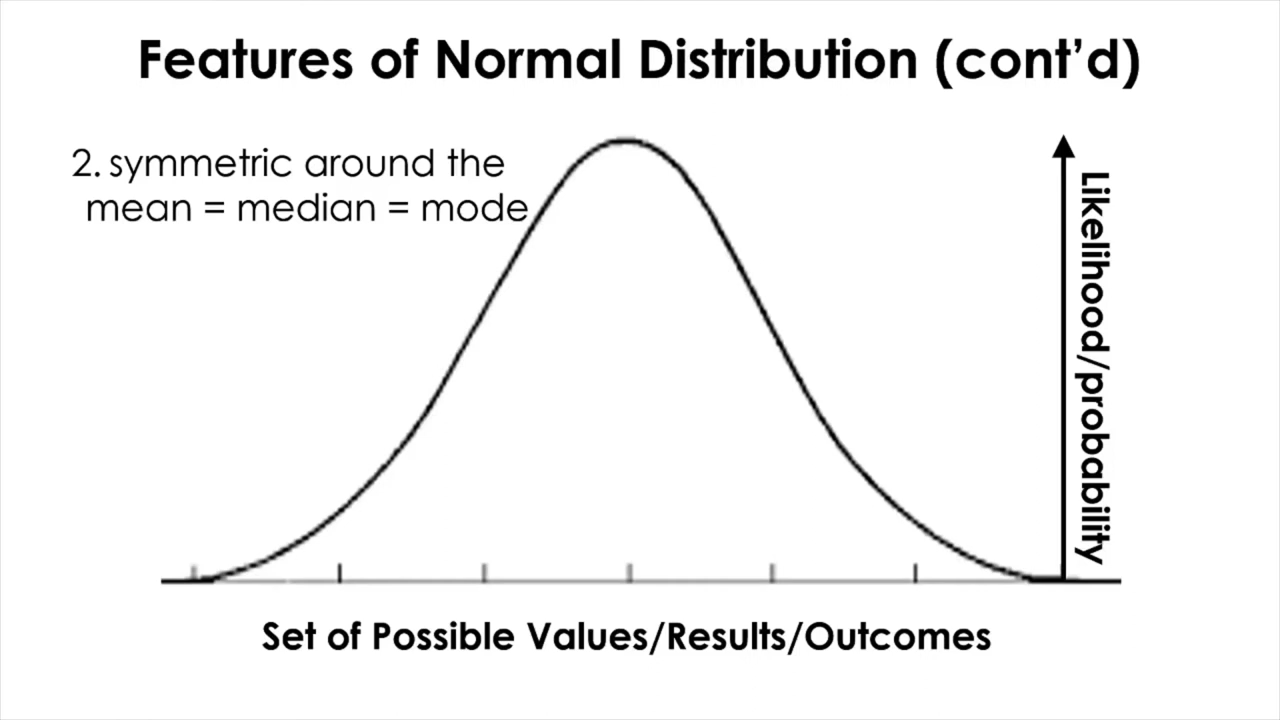 Features of Normal Distribution (cont’d)
2. symmetric around the
mean = median = mode
Likelihood/probability
Set of Possible Values/Results/Outcomes